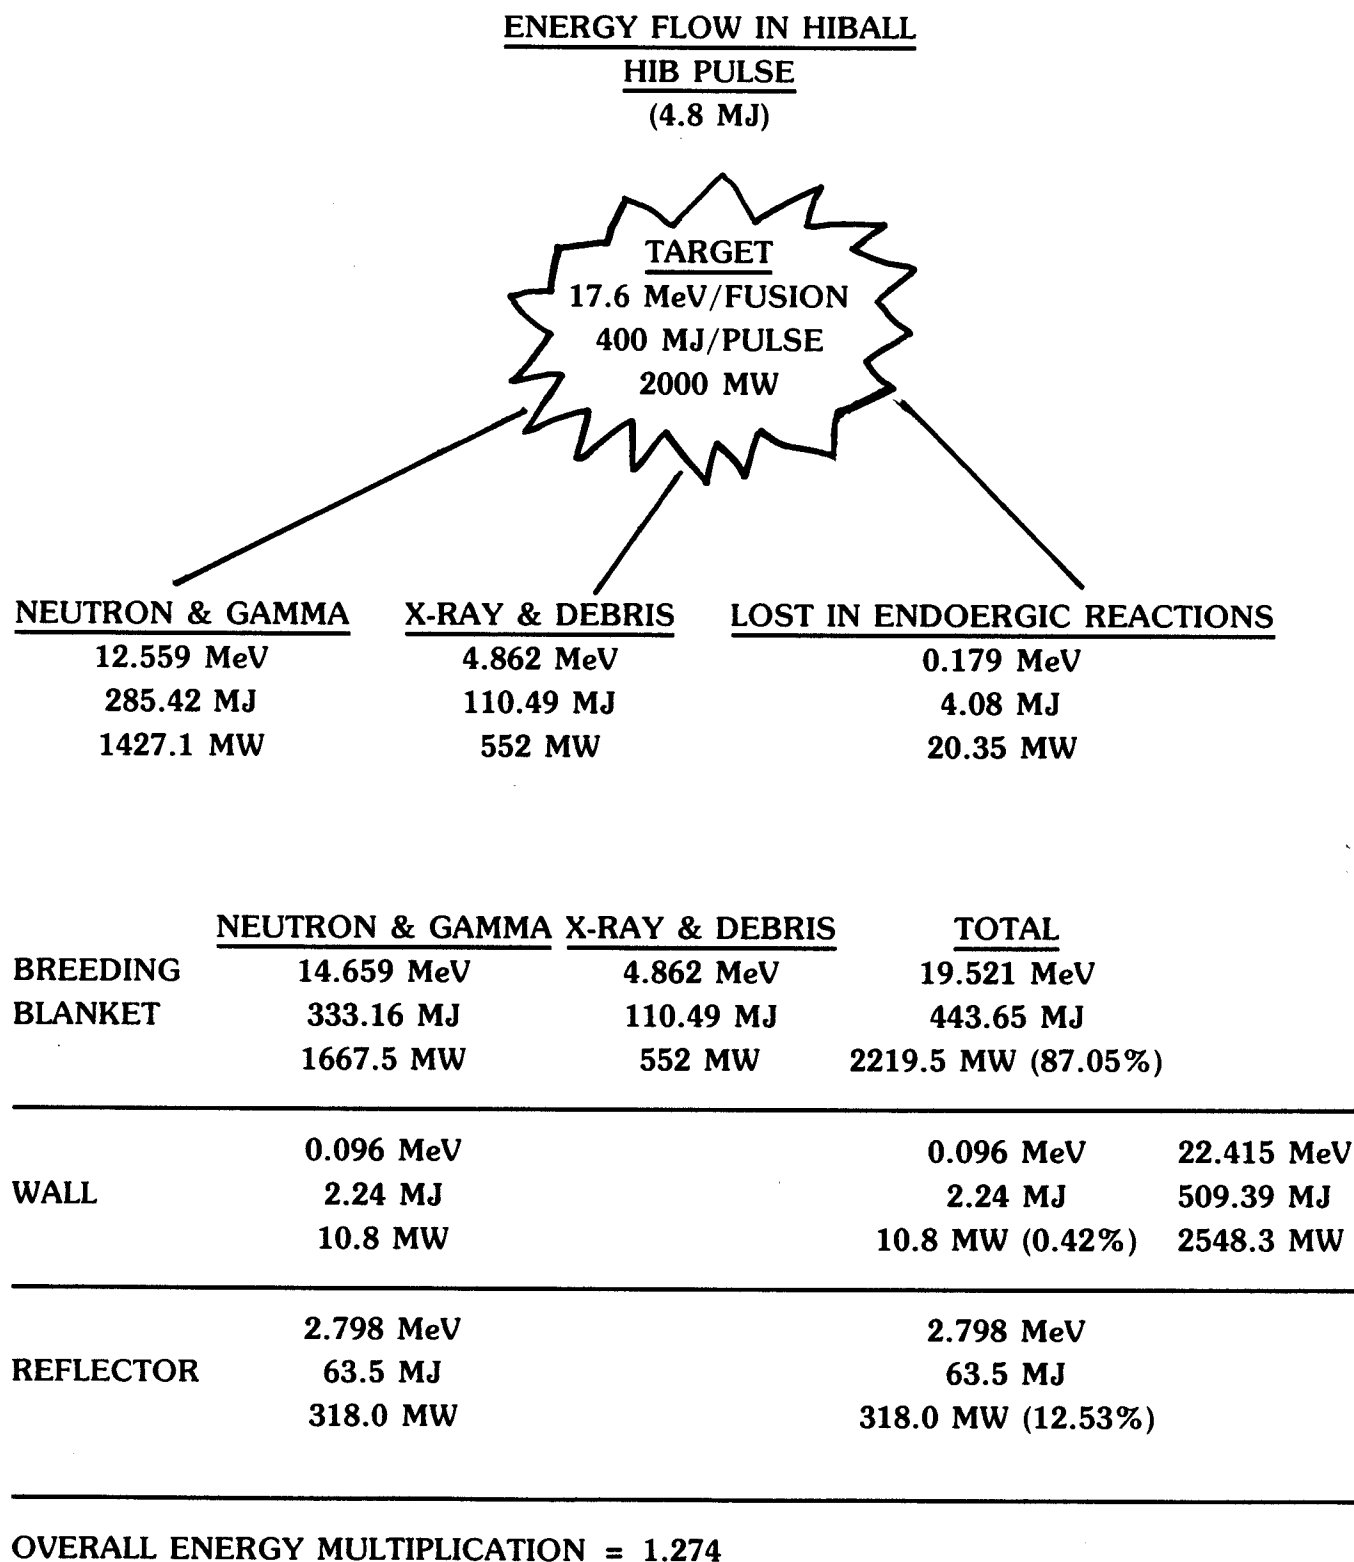 ENERGY FLOW IN HIBALL
HIB PULSE
(4.8 MJ)
TARGET
17.6 MeV/FUSION
400 MJ/PULSE
2000 MW
NEUTRON & GAMMA X-RAY & DEBRIS LOST IN ENDOERGIC REACTIONS
12.559 MeV 4.862 MeV 0.179 MeV
285.42 MJ 110.49 MJ 4.08 MJ
1427.1 MW 552 MW 20.35 MW
NEUTRON & GAMMA X-RAY & DEBRIS TOTAL
BREEDING 14.659 MeV 4.862 MeV 19.521 MeV
BLANKET 333.16 MJ 110.49 MJ 443.65 MJ
1667.5 MW 552 MW 2219.5 MW (87.05%)
0.096 MeV 0.096 MeV 22.415 MeV
WALL 2.24 MJ 2.24 MJ 509.39 MJ
10.8 MW 10.8 MW (0.42%) 2548.3 MW
2.798 MeV 2.798 MeV
REFLECTOR 63.5 MJ 63.5 MJ
318.0 MW 318.0 MW (12.53%)
OVERALL ENERGY MULTIPLICATION = 1.274